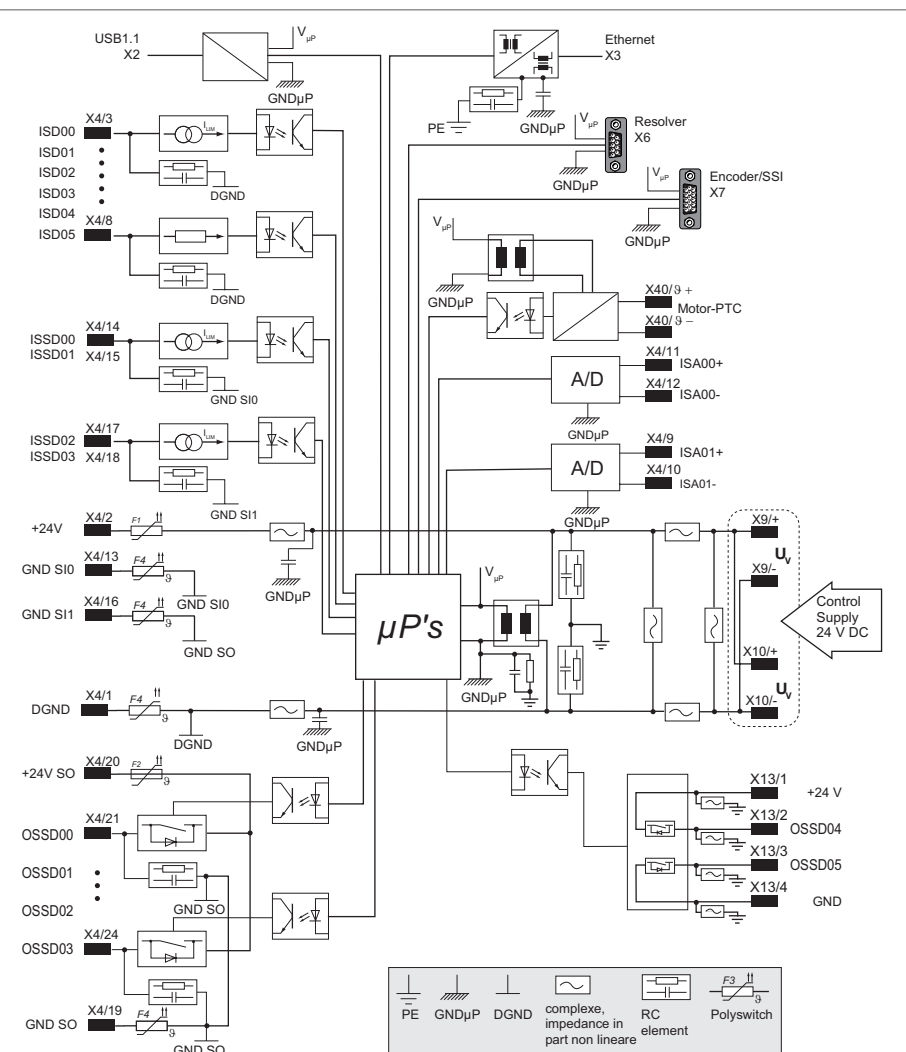 USB1.1
X2
VµP
GNDµP
Ethernet
X3
PE
GNDµP
X4/3
ISD00
ISD01
ISD02
ISD03
ISD04
ISD05
X4/8
ILIM
DGND
DGND
VµP
Resolver
X6
GNDµP
VµP
Encoder/SSI
X7
GNDµP
VµP
GNDµP
X40/ϑ +
Motor-PTC
X40/ϑ −
X4/14
ISSD00
ISSD01 X4/15
ILIM
GND SI0
A/D
X4/11
ISA00+
X4/12
ISA00-
GNDµP
X4/17
ISSD02
ISSD03 X4/18
ILIM
GND SI1
A/D
X4/9
ISA01+
X4/10
ISA01-
GNDµP
+24V
X4/2
F1
GNDµP
GND SI0
X4/13
F4
ϑ
GND SI0
GND SI1
X4/16
F4
ϑ
GND SO
µP's
VµP
GNDµP
X9/+
Uv
X9/-
X10/+
Uv
X10/-
Control
Supply
24 V DC
DGND
X4/1
F4
ϑ
DGND
GNDµP
+24V SO
X4/20
F2
ϑ
X4/21
OSSD00
OSSD01
OSSD02
X4/24
OSSD03
GND SO
X4/19
GND SO
F4
ϑ
GND SO
X13/1
+24 V
X13/2
OSSD04
X13/3
OSSD05
X13/4
GND
PE
GNDµP
DGND
complexe,
impedance in
part non lineare
RC
element
F3
ϑ
Polyswitch